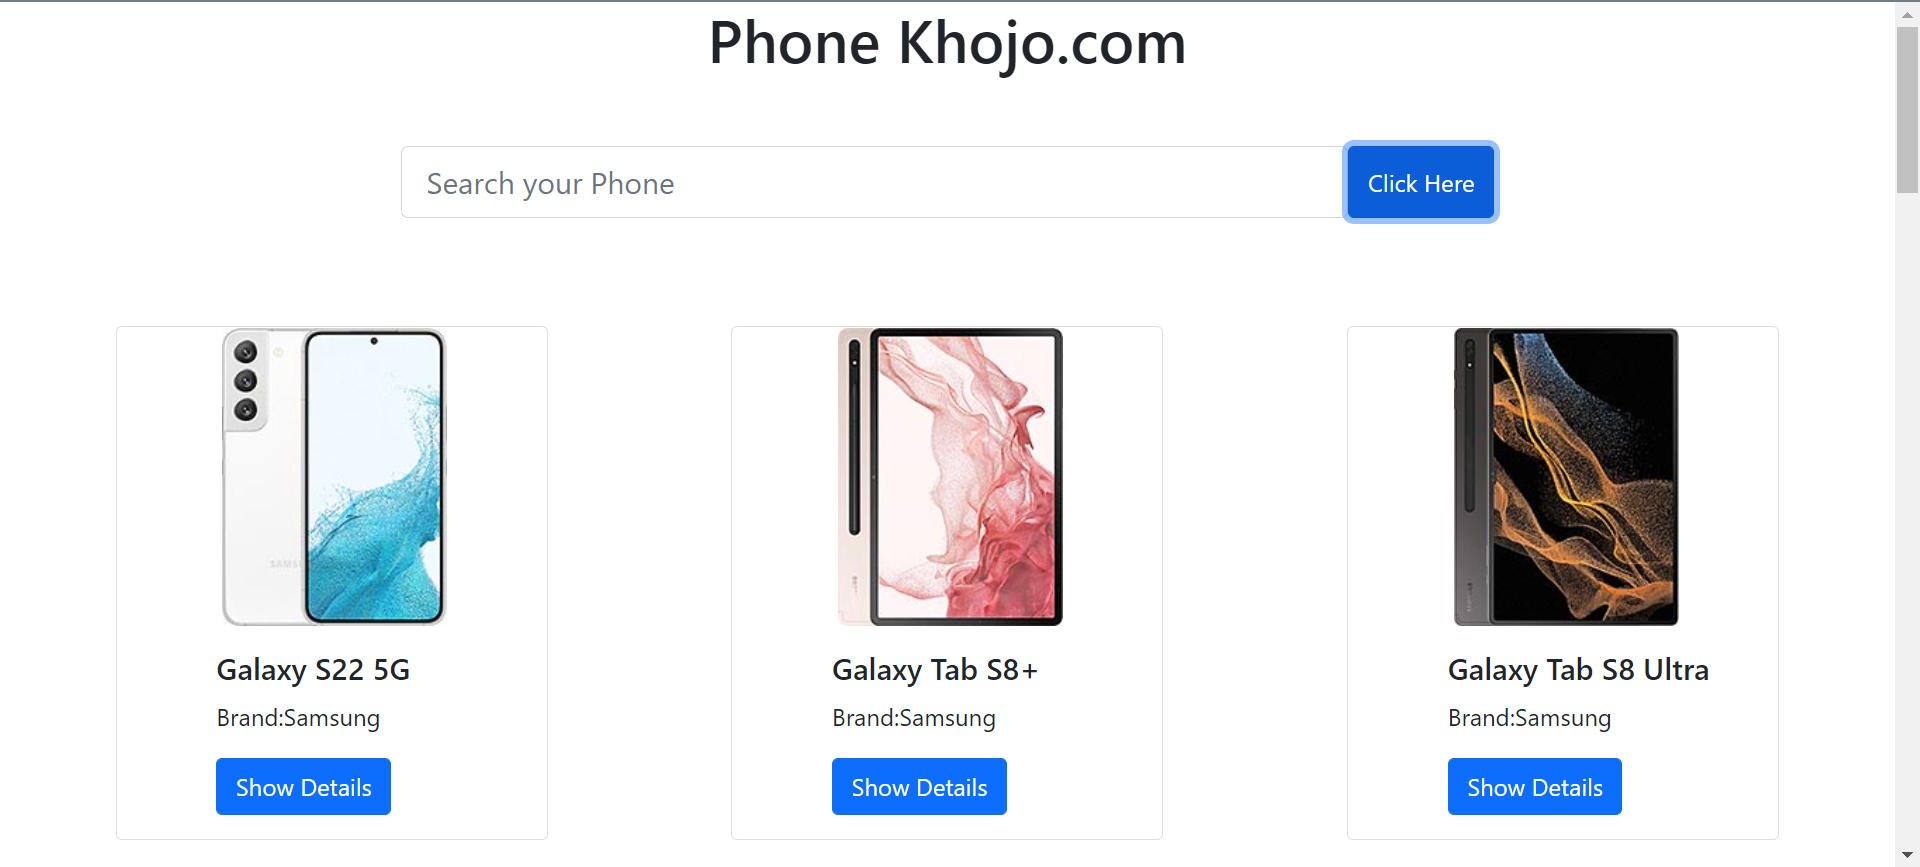 Phone Khojo.com
Search your Phone
Click Here
Galaxy S22 5G
Brand:Samsung
Show Details
Galaxy Tab S8+
Brand:Samsung
Show Details
Galaxy Tab S8 Ultra
Brand:Samsung
Show Details